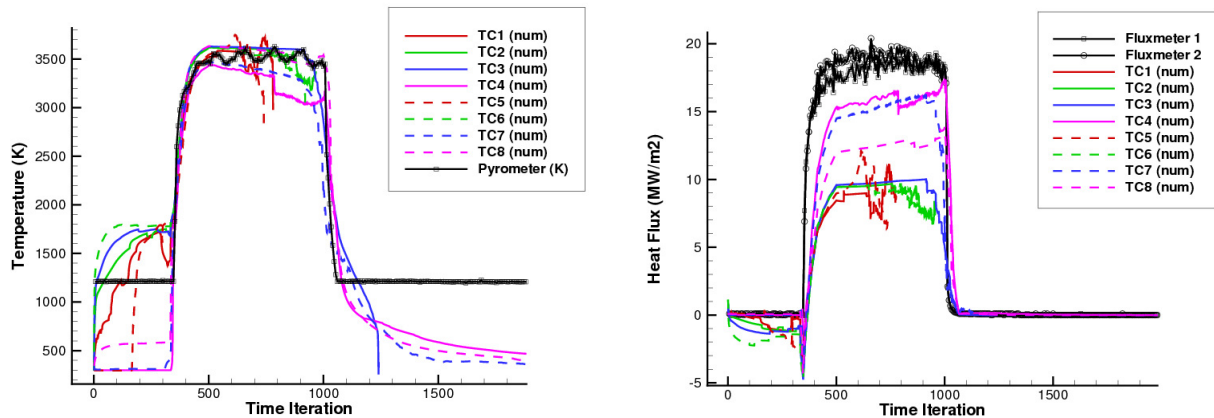 TC1 (num)
TC2 (num)
TC3 (num)
TC4 (num)
TC5 (num)
TC6 (num)
TC7 (num)
TC8 (num)
Pyrometer (K)
Temperature (K)
3500
3000
2500
2000
1500
1000
500
0
500
1000
1500
Time Iteration
Fluxmeter 1
Fluxmeter 2
TC1 (num)
TC2 (num)
TC3 (num)
TC4 (num)
TC5 (num)
TC6 (num)
TC7 (num)
TC8 (num)
Heat Flux (MW/m2)
20
15
10
5
0
-5
0
500
1000
1500
Time Iteration